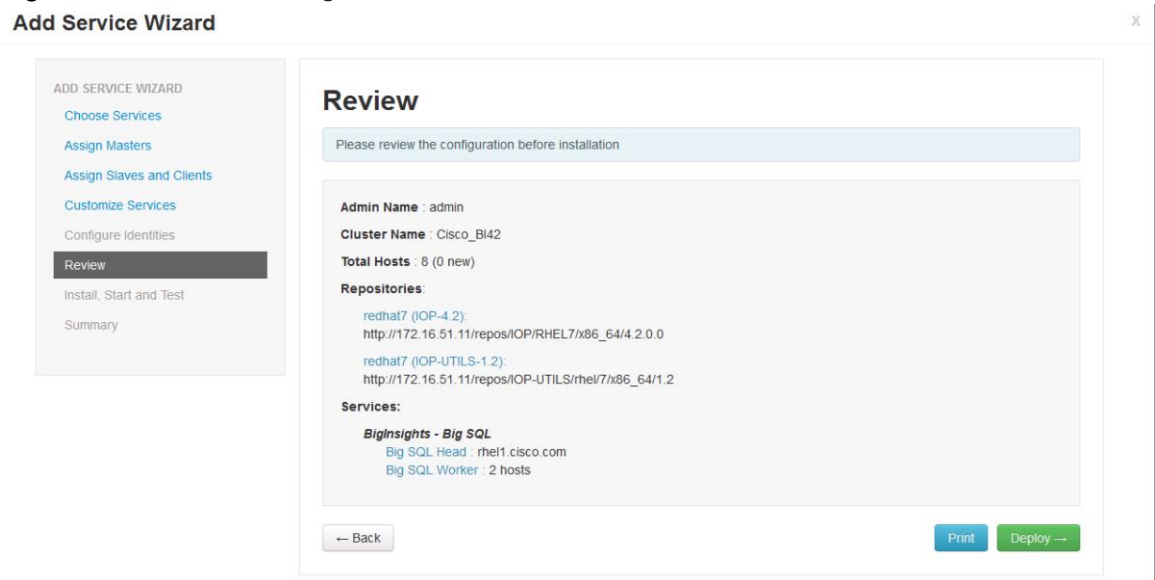 Add Service Wizard
X
ADD SERVICE WIZARD
Choose Services
Assign Masters
Assign Slaves and Clients
Customize Services
Configure Identities
Review
Install, Start and Test
Summary
Review
Please review the configuration before installation
Admin Name : admin
Cluster Name : Cisco_BI42
Total Hosts : 8 (0 new)
Repositories:
redhat7 (IOP-4.2):
http://172.16.51.11/repos/IOP/RHEL7/x86_64/4.2.0.0
redhat7 (IOP-UTILS-1.2):
http://172.16.51.11/repos/IOP-UTILS/rhel/7/x86_64/1.2
Services:
BigInsights - Big SQL
Big SQL Head : rhel1.cisco.com
Big SQL Worker : 2 hosts
← Back
Print
Deploy →